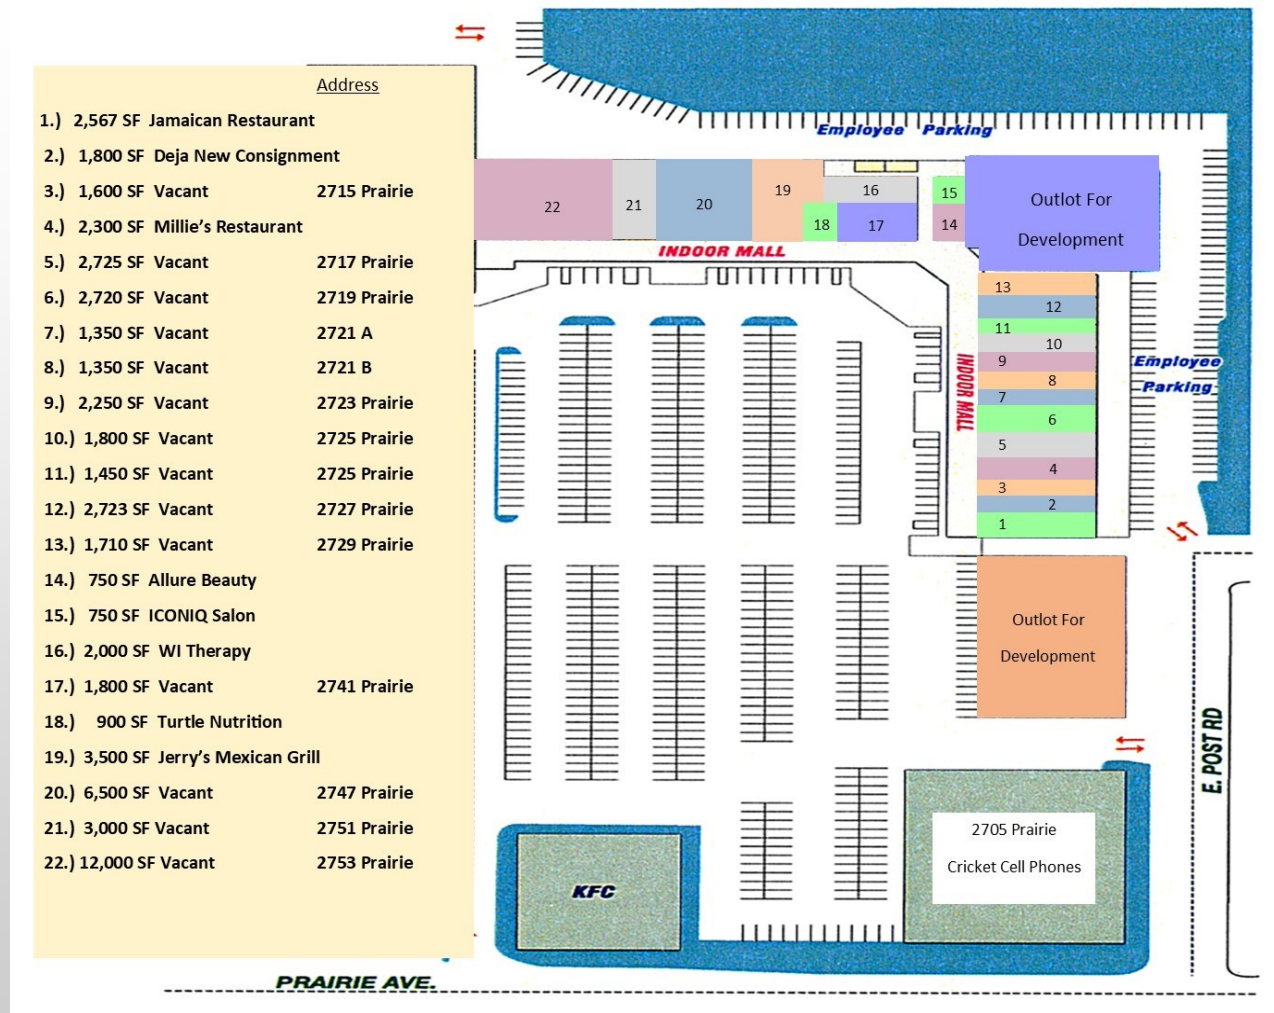 Address
1.) 2,567 SF Jamaican Restaurant
2.) 1,800 SF Deja New Consignment
3.) 1,600 SF Vacant 2715 Prairie
4.) 2,300 SF Millie's Restaurant
5.) 2,725 SF Vacant 2717 Prairie
6.) 2,720 SF Vacant 2719 Prairie
7.) 1,350 SF Vacant 2721 A
8.) 1,350 SF Vacant 2721 B
9.) 2,250 SF Vacant 2723 Prairie
10.) 1,800 SF Vacant 2725 Prairie
11.) 1,450 SF Vacant 2725 Prairie
12.) 2,723 SF Vacant 2727 Prairie
13.) 1,710 SF Vacant 2729 Prairie
14.) 750 SF Allure Beauty
15.) 750 SF ICONIQ Salon
16.) 2,000 SF WI Therapy
17.) 1,800 SF Vacant 2741 Prairie
18.) 900 SF Turtle Nutrition
19.) 3,500 SF Jerry's Mexican Grill
20.) 6,500 SF Vacant 2747 Prairie
21.) 3,000 SF Vacant 2751 Prairie
22.) 12,000 SF Vacant 2753 Prairie
Employee Parking
22
21
20
19
18
16
17
15
14
Outlot For
Development
INDOOR MALL
13
12
11
10
9
8
7
6
5
4
3
2
1
INDOOR MALL
Employee
Parking
Outlot For
Development
E. POST RD
2705 Prairie
Cricket Cell Phones
KFC
PRAIRIE AVE.